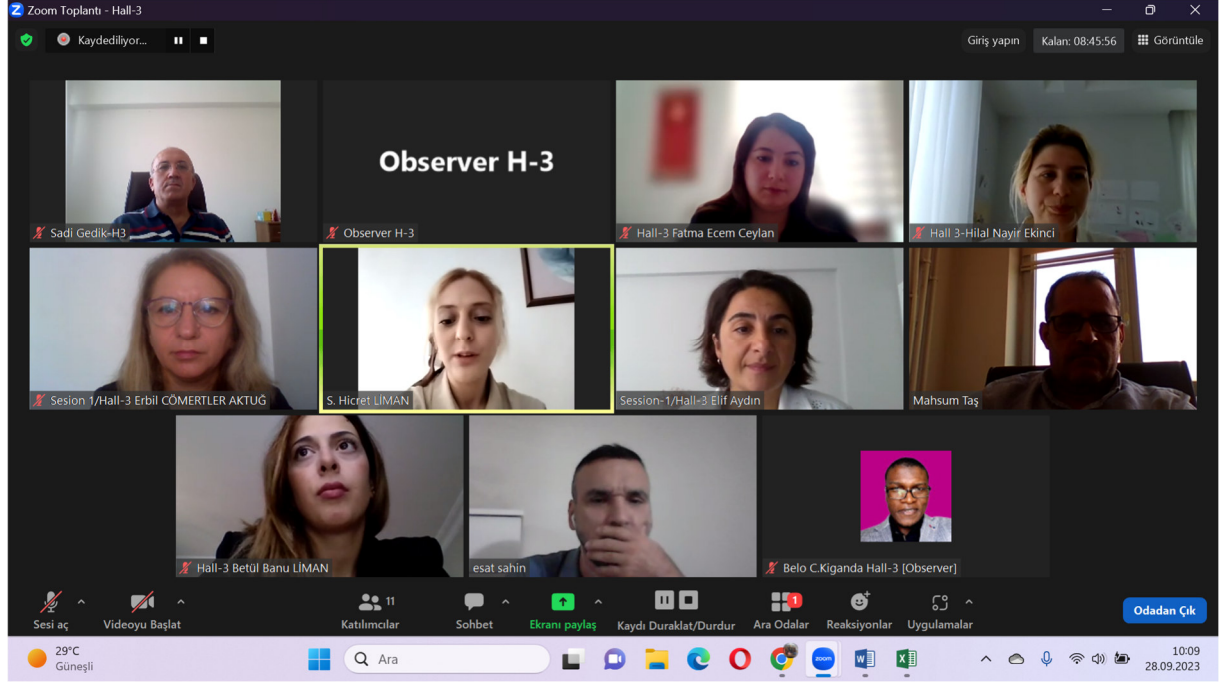 Zoom Toplantı - Hall-3
Kaydediliyor...
Giriş yapın
Kalan: 08:45:56
Görüntüle
Observer H-3
Sadi Gedik-H3
Observer H-3
Hall-3 Fatma Ecem Ceylan
Hall 3-Hilal Nayir Ekinci
Sesion 1/Hall-3 Erbil CÖMERTLER AKTUĞ
S. Hicret LİMAN
Session-1/Hall-3 Elif Aydın
Mahsum Taş
Hall-3 Betül Banu LİMAN
esat sahin
Belo C.Kiganda Hall-3 [Observer]
11
1
Sesi aç
Videoyu Başlat
Katılımcılar
Sohbet
Ekranı paylaş
Kaydı Duraklat/Durdur
Ara Odalar
Reaksiyonlar
Uygulamalar
Odadan Çık
29°C
Güneşli
Ara
zoom
10:09
28.09.2023